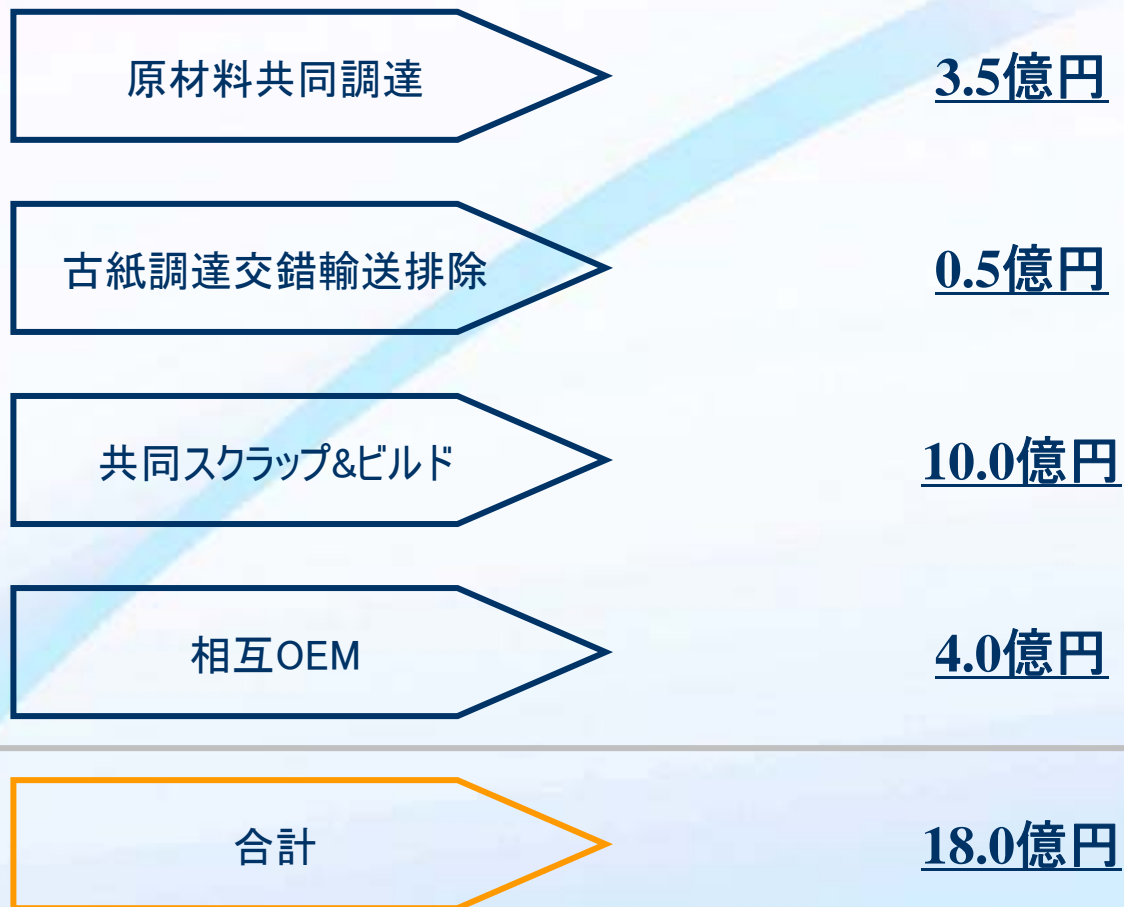 原材料共同調達
3.5億円
古紙調達交錯輸送排除
0.5億円
共同スクラップ&ビルド
10.0億円
相互OEM
4.0億円
合計
18.0億円